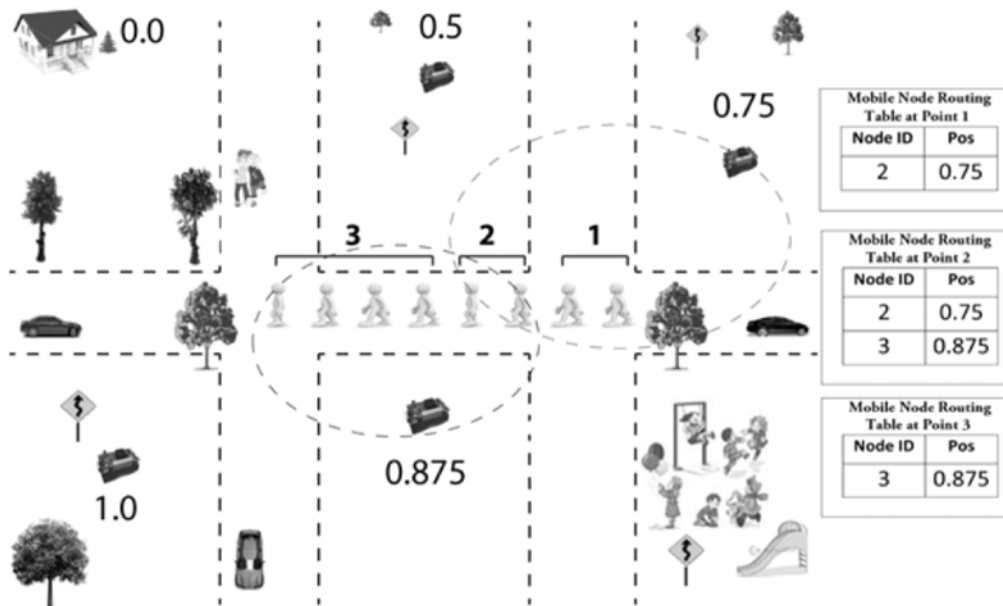 0.0
0.5
0.75
3
2
1
0.875
1.0
Mobile Node Routing
Table at Point 1
Node ID Pos
2 0.75
Mobile Node Routing
Table at Point 2
Node ID Pos
2 0.75
3 0.875
Mobile Node Routing
Table at Point 3
Node ID Pos
3 0.875